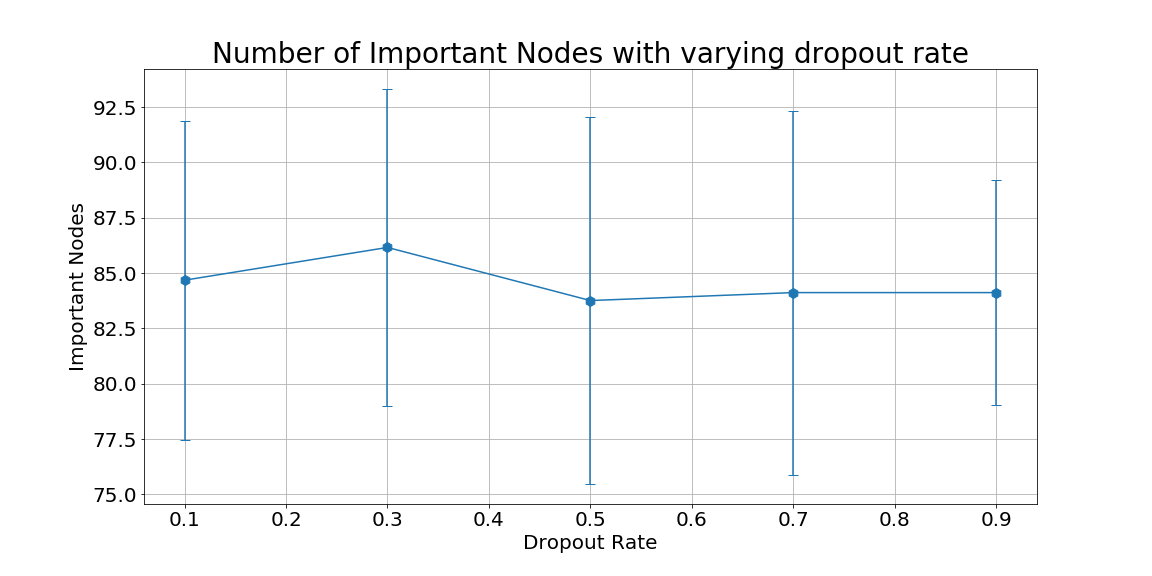 Number of Important Nodes with varying dropout rate
Important Nodes
92.5
90.0
87.5
85.0
82.5
80.0
77.5
75.0
0.1 0.2 0.3 0.4 0.5 0.6 0.7 0.8 0.9
Dropout Rate